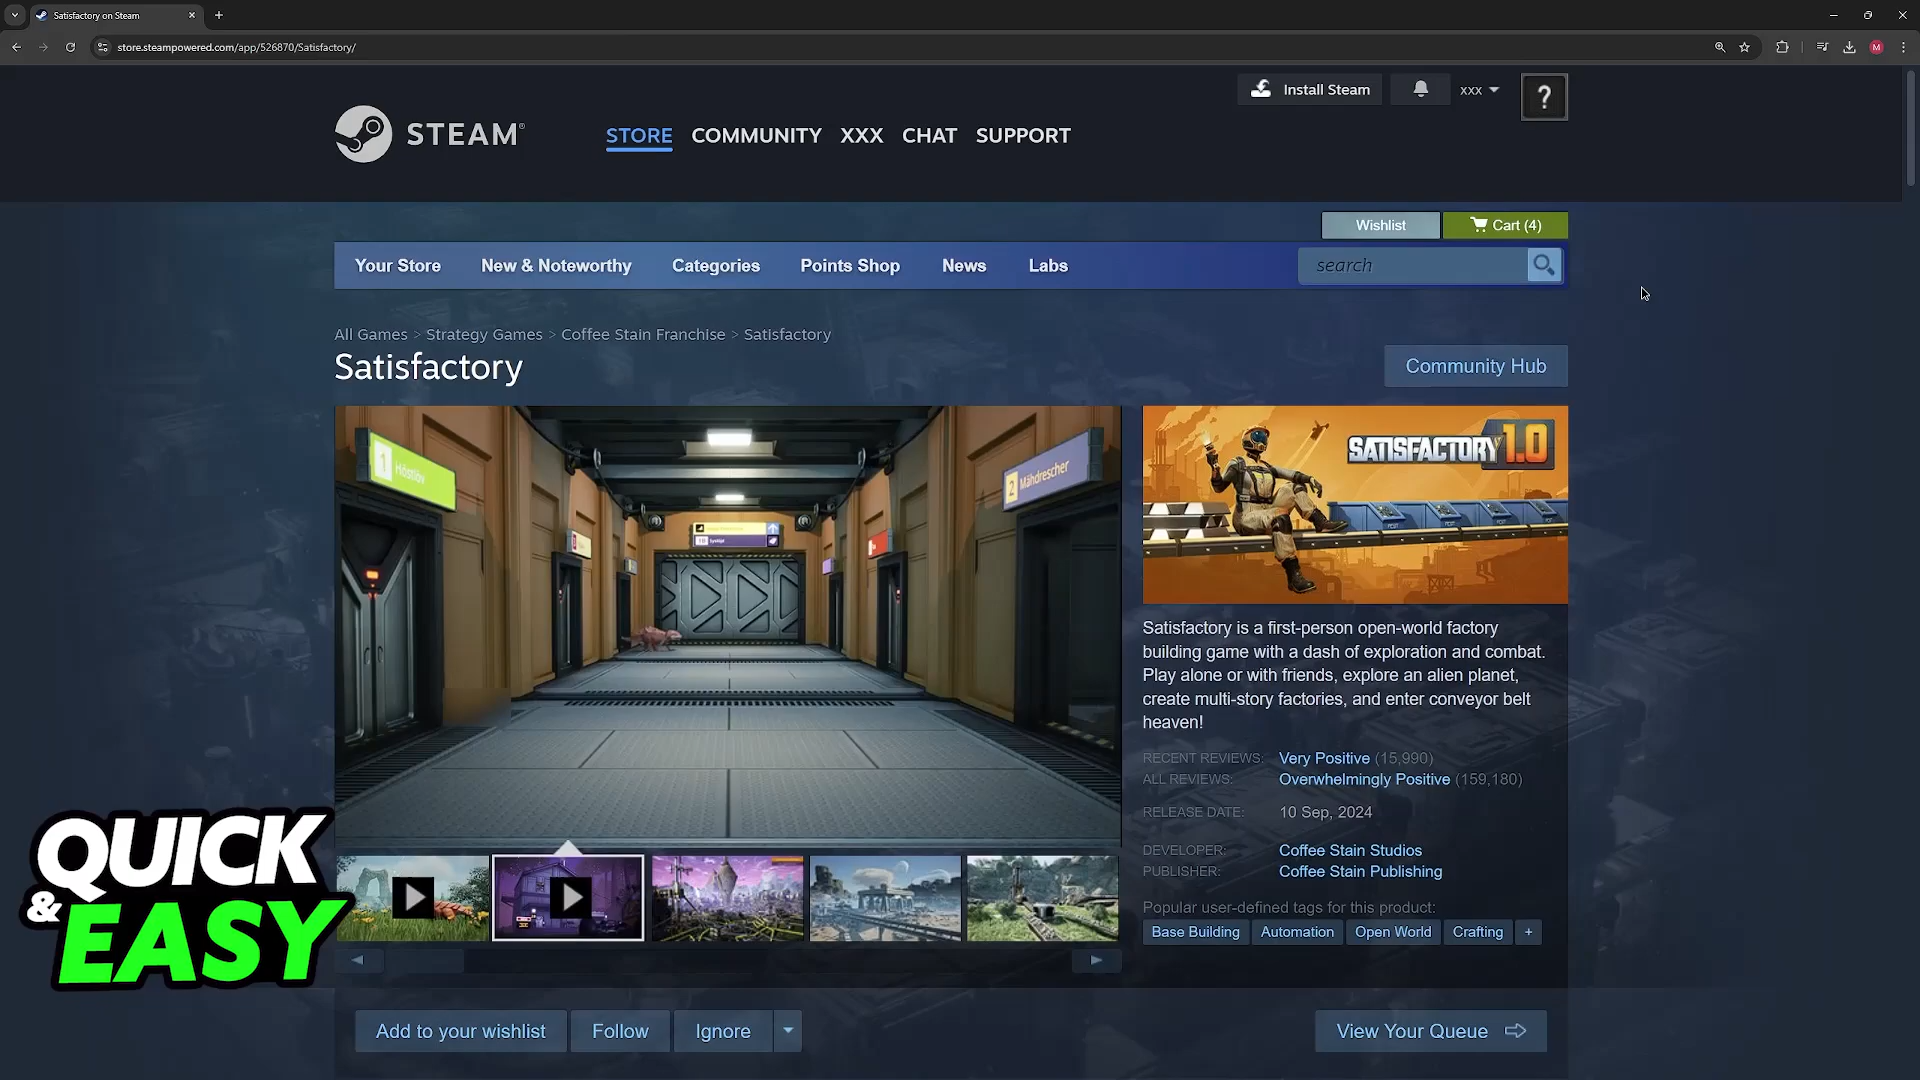 Satisfactory on Steam
store.steampowered.com/app/526870/Satisfactory/
M
Install Steam
xxx
?
STEAM®
STORE
COMMUNITY
XXX
CHAT
SUPPORT
Wishlist
Cart (4)
Your Store
New & Noteworthy
Categories
Points Shop
News
Labs
search
All Games > Strategy Games > Coffee Stain Franchise > Satisfactory
Satisfactory
Community Hub
1 Höstlöv
2 Mähdrescher
SATISFACTORY 1.0
Satisfactory is a first-person open-world factory
building game with a dash of exploration and combat.
Play alone or with friends, explore an alien planet,
create multi-story factories, and enter conveyor belt
heaven!
RECENT REVIEWS: Very Positive (15,990)
ALL REVIEWS: Overwhelmingly Positive (159,180)
RELEASE DATE: 10 Sep, 2024
DEVELOPER: Coffee Stain Studios
PUBLISHER: Coffee Stain Publishing
Popular user-defined tags for this product:
Base Building
Automation
Open World
Crafting
+
QUICK
& EASY
Add to your wishlist
Follow
Ignore
View Your Queue